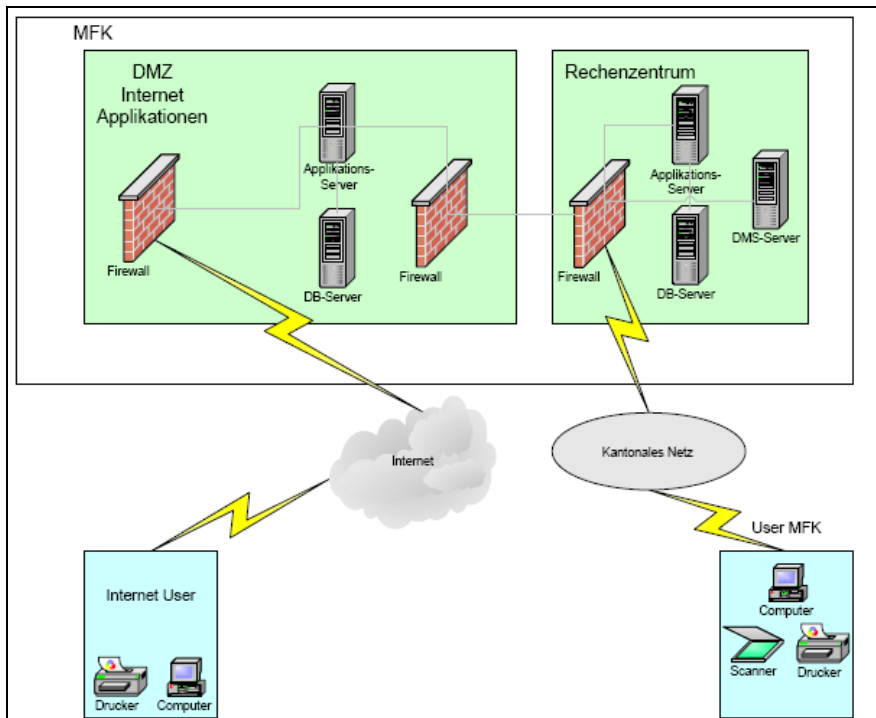 MFK
DMZ
Internet
Applikationen
Rechenzentrum
Applikations-
Server
Applikations-
Server
DMS-Server
Firewall
DB-Server
Firewall
Firewall
DB-Server
Internet
Kantonales Netz
User MFK
Internet User
Computer
Drucker
Computer
Scanner
Drucker